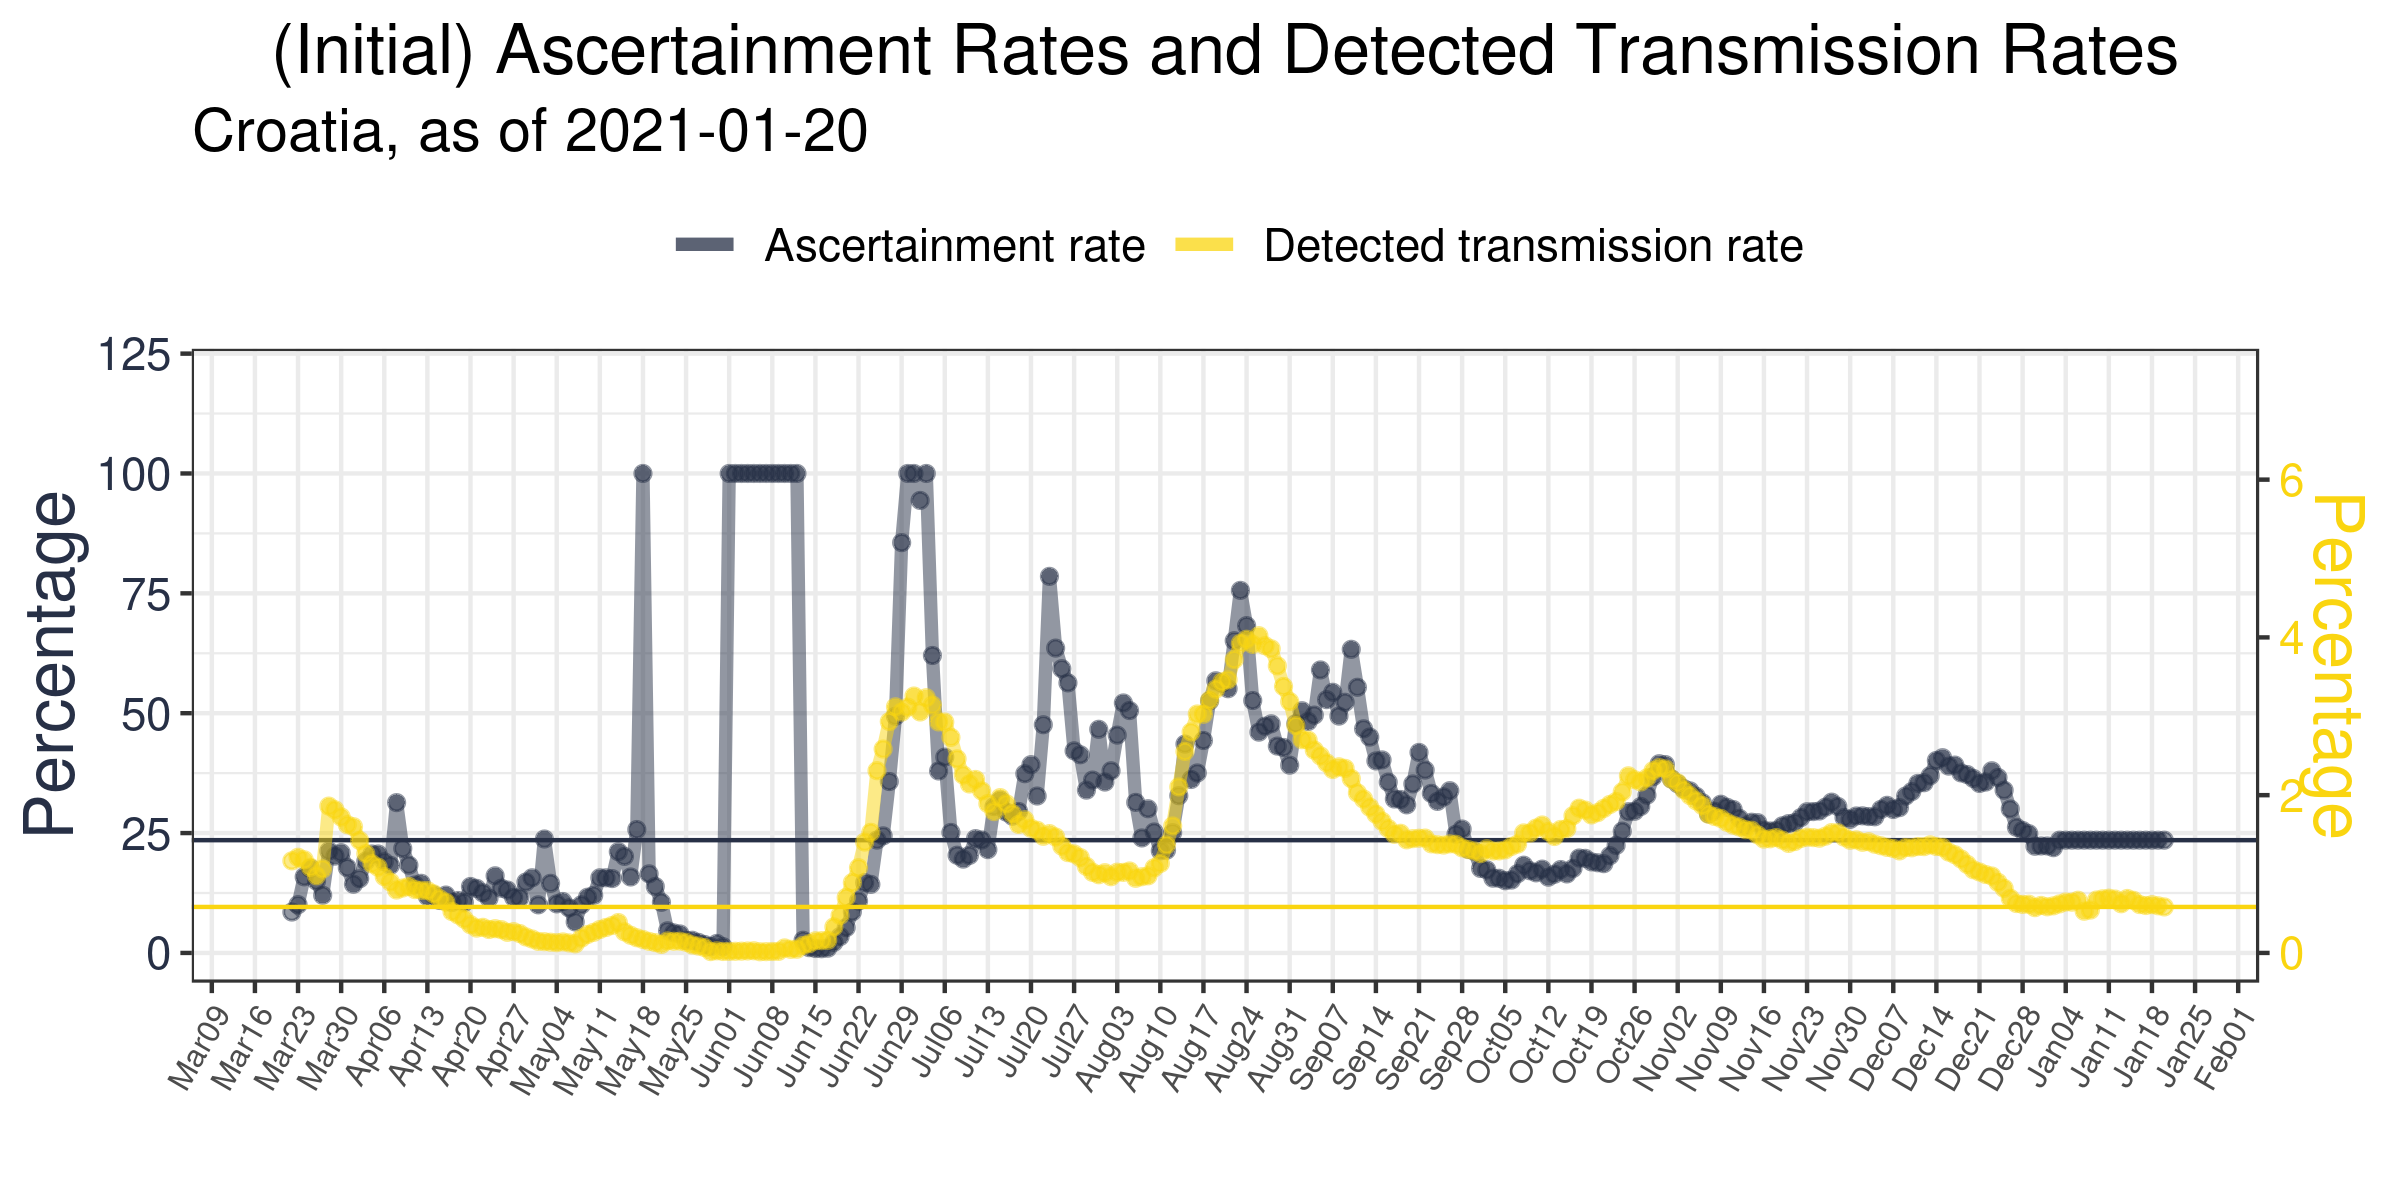 (Initial) Ascertainment Rates and Detected Transmission Rates
Croatia, as of 2021-01-20
Ascertainment rate
Detected transmission rate
Percentage
125
100
75
50
25
0
6
4
2
0
Percentage
Mar09
Mar16
Mar23
Mar30
Apr06
Apr13
Apr20
Apr27
May04
May11
May18
May25
Jun01
Jun08
Jun15
Jun22
Jun29
Jul06
Jul13
Jul20
Jul27
Aug03
Aug10
Aug17
Aug24
Aug31
Sep07
Sep14
Sep21
Sep28
Oct05
Oct12
Oct19
Oct26
Nov02
Nov09
Nov16
Nov23
Nov30
Dec07
Dec14
Dec21
Dec28
Jan04
Jan11
Jan18
Jan25
Feb01